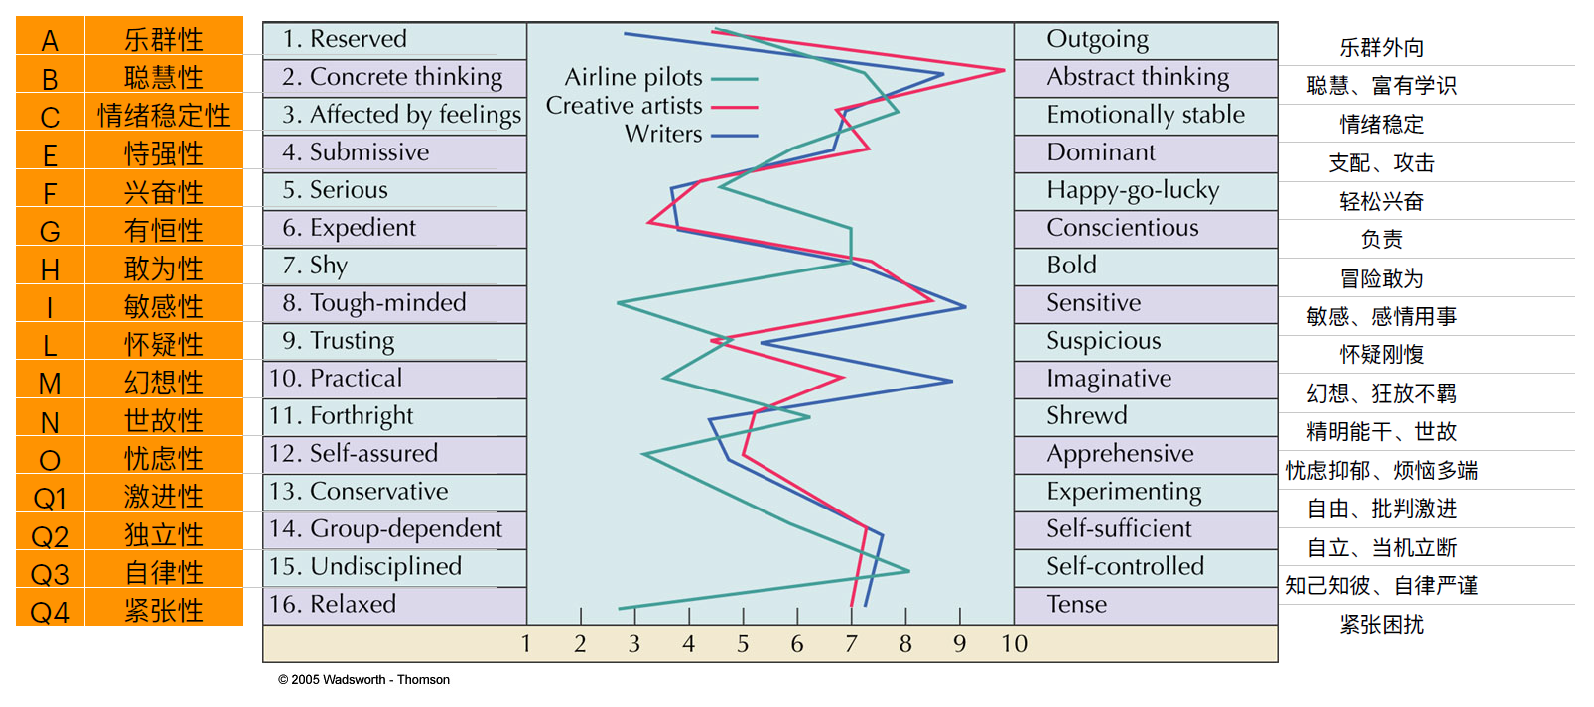 A 乐群性 1. Reserved Outgoing 乐群外向
B 聪慧性 2. Concrete thinking Airline pilots Abstract thinking 聪慧、富有学识
Creative artists
C 情绪稳定性 3. Affected by feelings Emotionally stable 情绪稳定
Writers
E 恃强性 4. Submissive Dominant 支配、攻击
F 兴奋性 5. Serious Happy-go-lucky 轻松兴奋
G 有恒性 6. Expedient Conscientious 负责
H 敢为性 7. Shy Bold 冒险敢为
I 敏感性 8. Tough-minded Sensitive 敏感、感情用事
L 怀疑性 9. Trusting Suspicious 怀疑刚愎
M 幻想性 10. Practical Imaginative 幻想、狂放不羁
N 世故性 11. Forthright Shrewd 精明能干、世故
O 忧虑性 12. Self-assured Apprehensive 忧虑抑郁、烦恼多端
Q1 激进性 13. Conservative Experimenting 自由、批判激进
Q2 独立性 14. Group-dependent Self-sufficient 自立、当机立断
Q3 自律性 15. Undisciplined Self-controlled 知己知彼、自律严谨
Q4 紧张性 16. Relaxed Tense 紧张困扰
1 2 3 4 5 6 7 8 9 10
© 2005 Wadsworth - Thomson